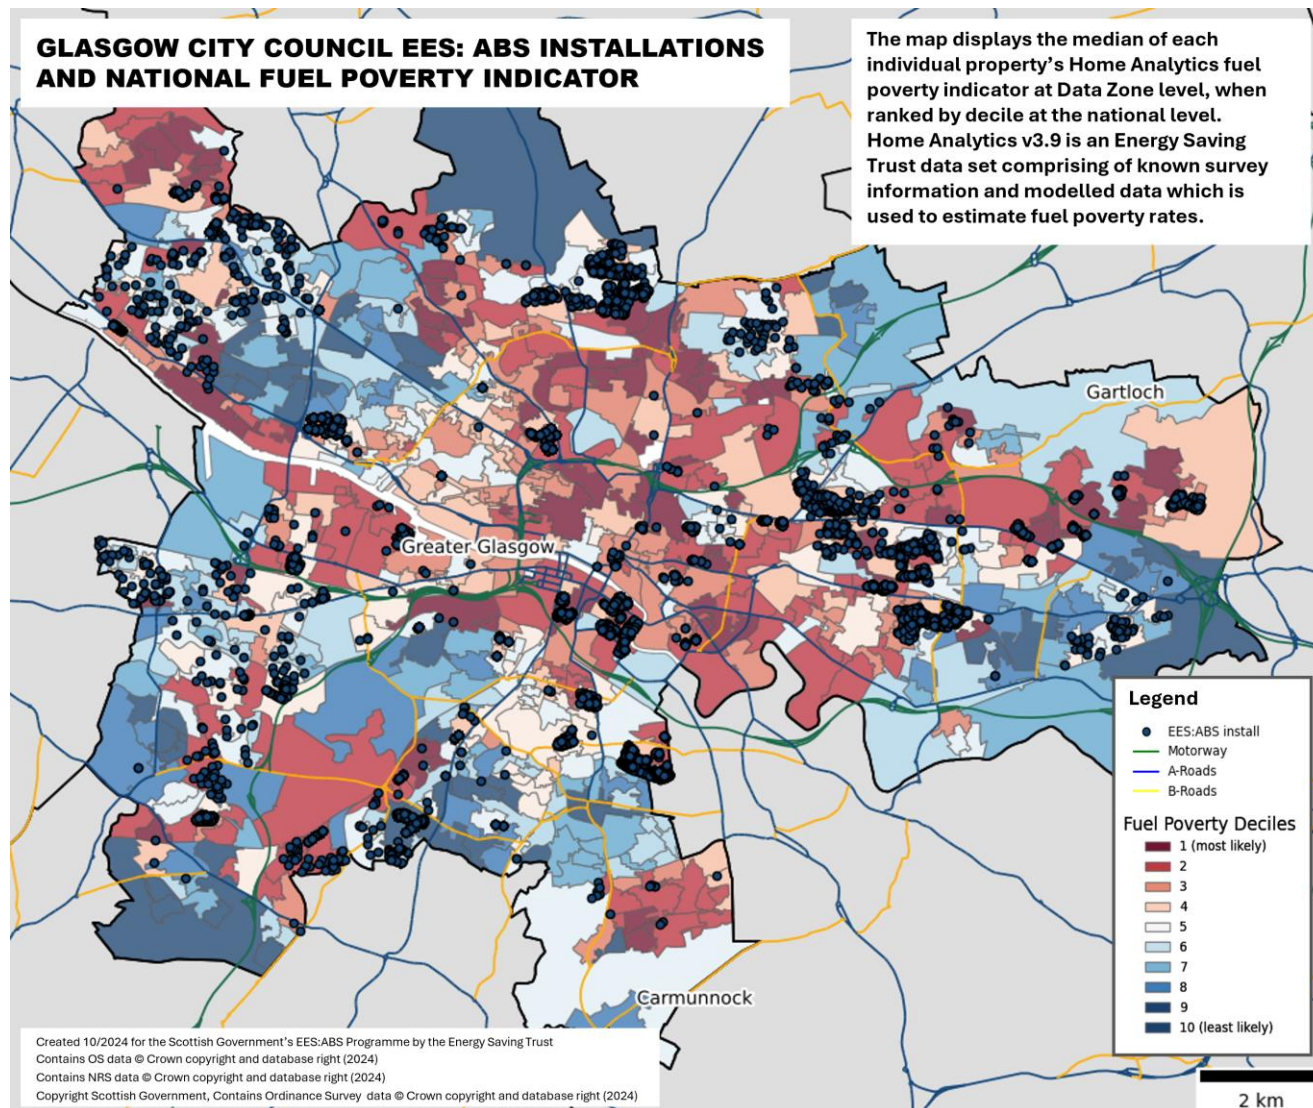 GLASGOW CITY COUNCIL EES: ABS INSTALLATIONS
AND NATIONAL FUEL POVERTY INDICATOR
The map displays the median of each
individual property's Home Analytics fuel
poverty indicator at Data Zone level, when
ranked by decile at the national level.
Home Analytics v3.9 is an Energy Saving
Trust data set comprising of known survey
information and modelled data which is
used to estimate fuel poverty rates.
Gartloch
Greater Glasgow
Carmunnock
Legend
EES:ABS install
Motorway
A-Roads
B-Roads
Fuel Poverty Deciles
1 (most likely)
2
3
4
5
6
7
8
9
10 (least likely)
Created 10/2024 for the Scottish Government's EES:ABS Programme by the Energy Saving Trust
Contains OS data © Crown copyright and database right (2024)
Contains NRS data © Crown copyright and database right (2024)
Copyright Scottish Government, Contains Ordinance Survey data © Crown copyright and database right (2024)
2 km